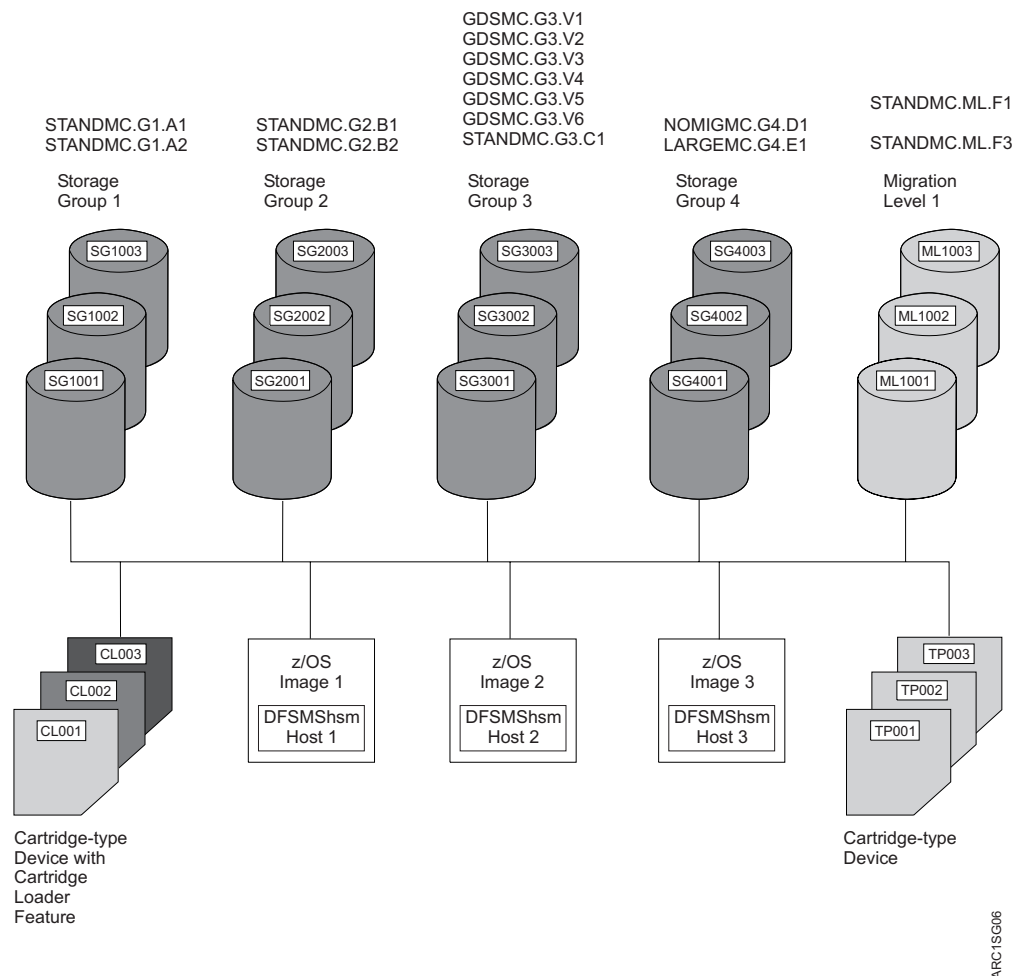 GDSMC.G3.V1
GDSMC.G3.V2
GDSMC.G3.V3
GDSMC.G3.V4
GDSMC.G3.V5
GDSMC.G3.V6
STANDMC.G3.C1
STANDMC.G1.A1
STANDMC.G1.A2
STANDMC.G2.B1
STANDMC.G2.B2
NOMIGMC.G4.D1
LARGEMC.G4.E1
STANDMC.ML.F1
STANDMC.ML.F3
Storage
Group 1
Storage
Group 2
Storage
Group 3
Storage
Group 4
Migration
Level 1
SG1003
SG1002
SG1001
SG2003
SG2002
SG2001
SG3003
SG3002
SG3001
SG4003
SG4002
SG4001
ML1003
ML1002
ML1001
CL003
CL002
CL001
z/OS
Image 1
DFSMShsm
Host 1
z/OS
Image 2
DFSMShsm
Host 2
z/OS
Image 3
DFSMShsm
Host 3
TP003
TP002
TP001
Cartridge-type
Device with
Cartridge
Loader
Feature
Cartridge-type
Device
ARC1SG06